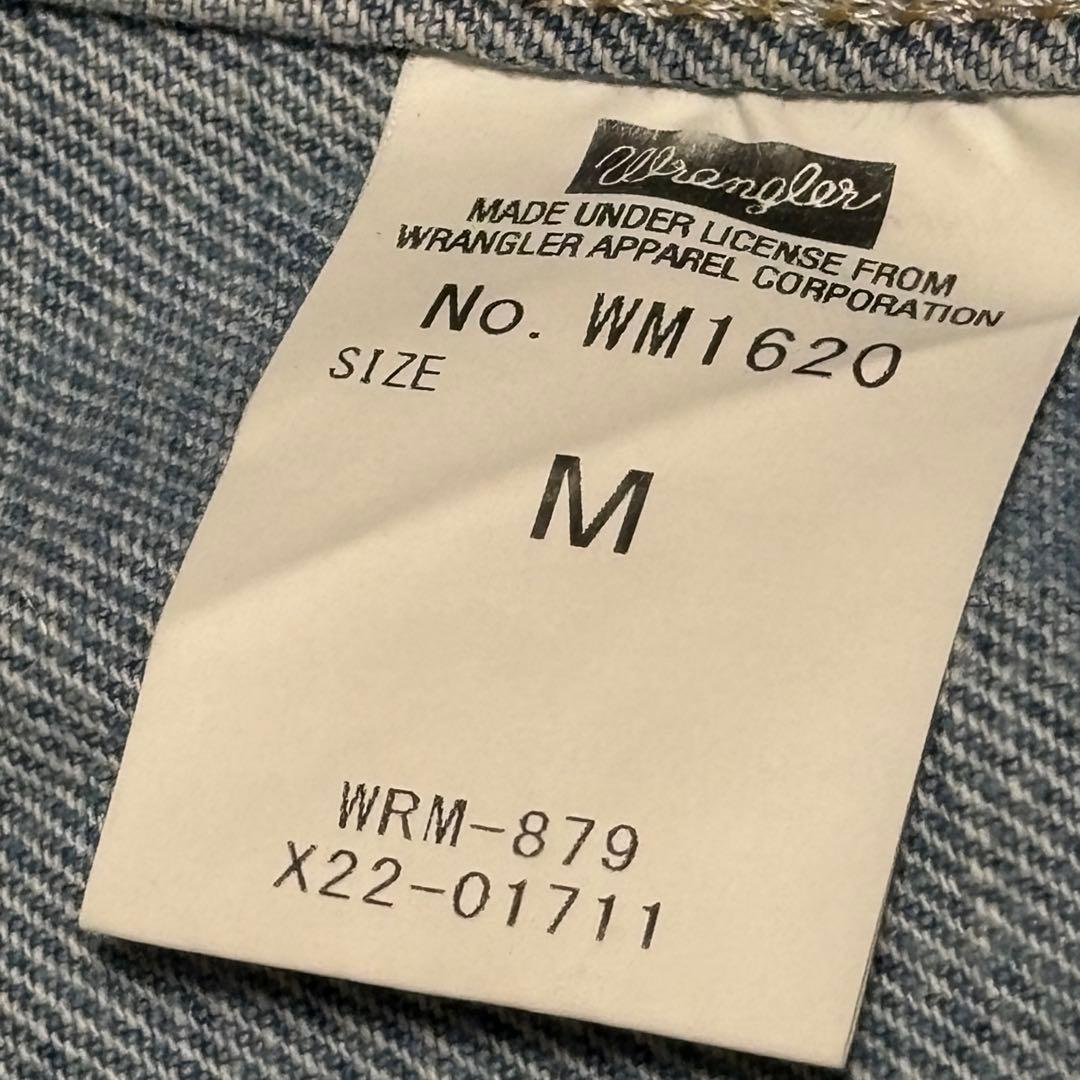 Wrangler
MADE UNDER LICENSE FROM
WRANGLER APPAREL CORPORATION
No. WM1620
SIZE
M
WRM-879
X22-01711